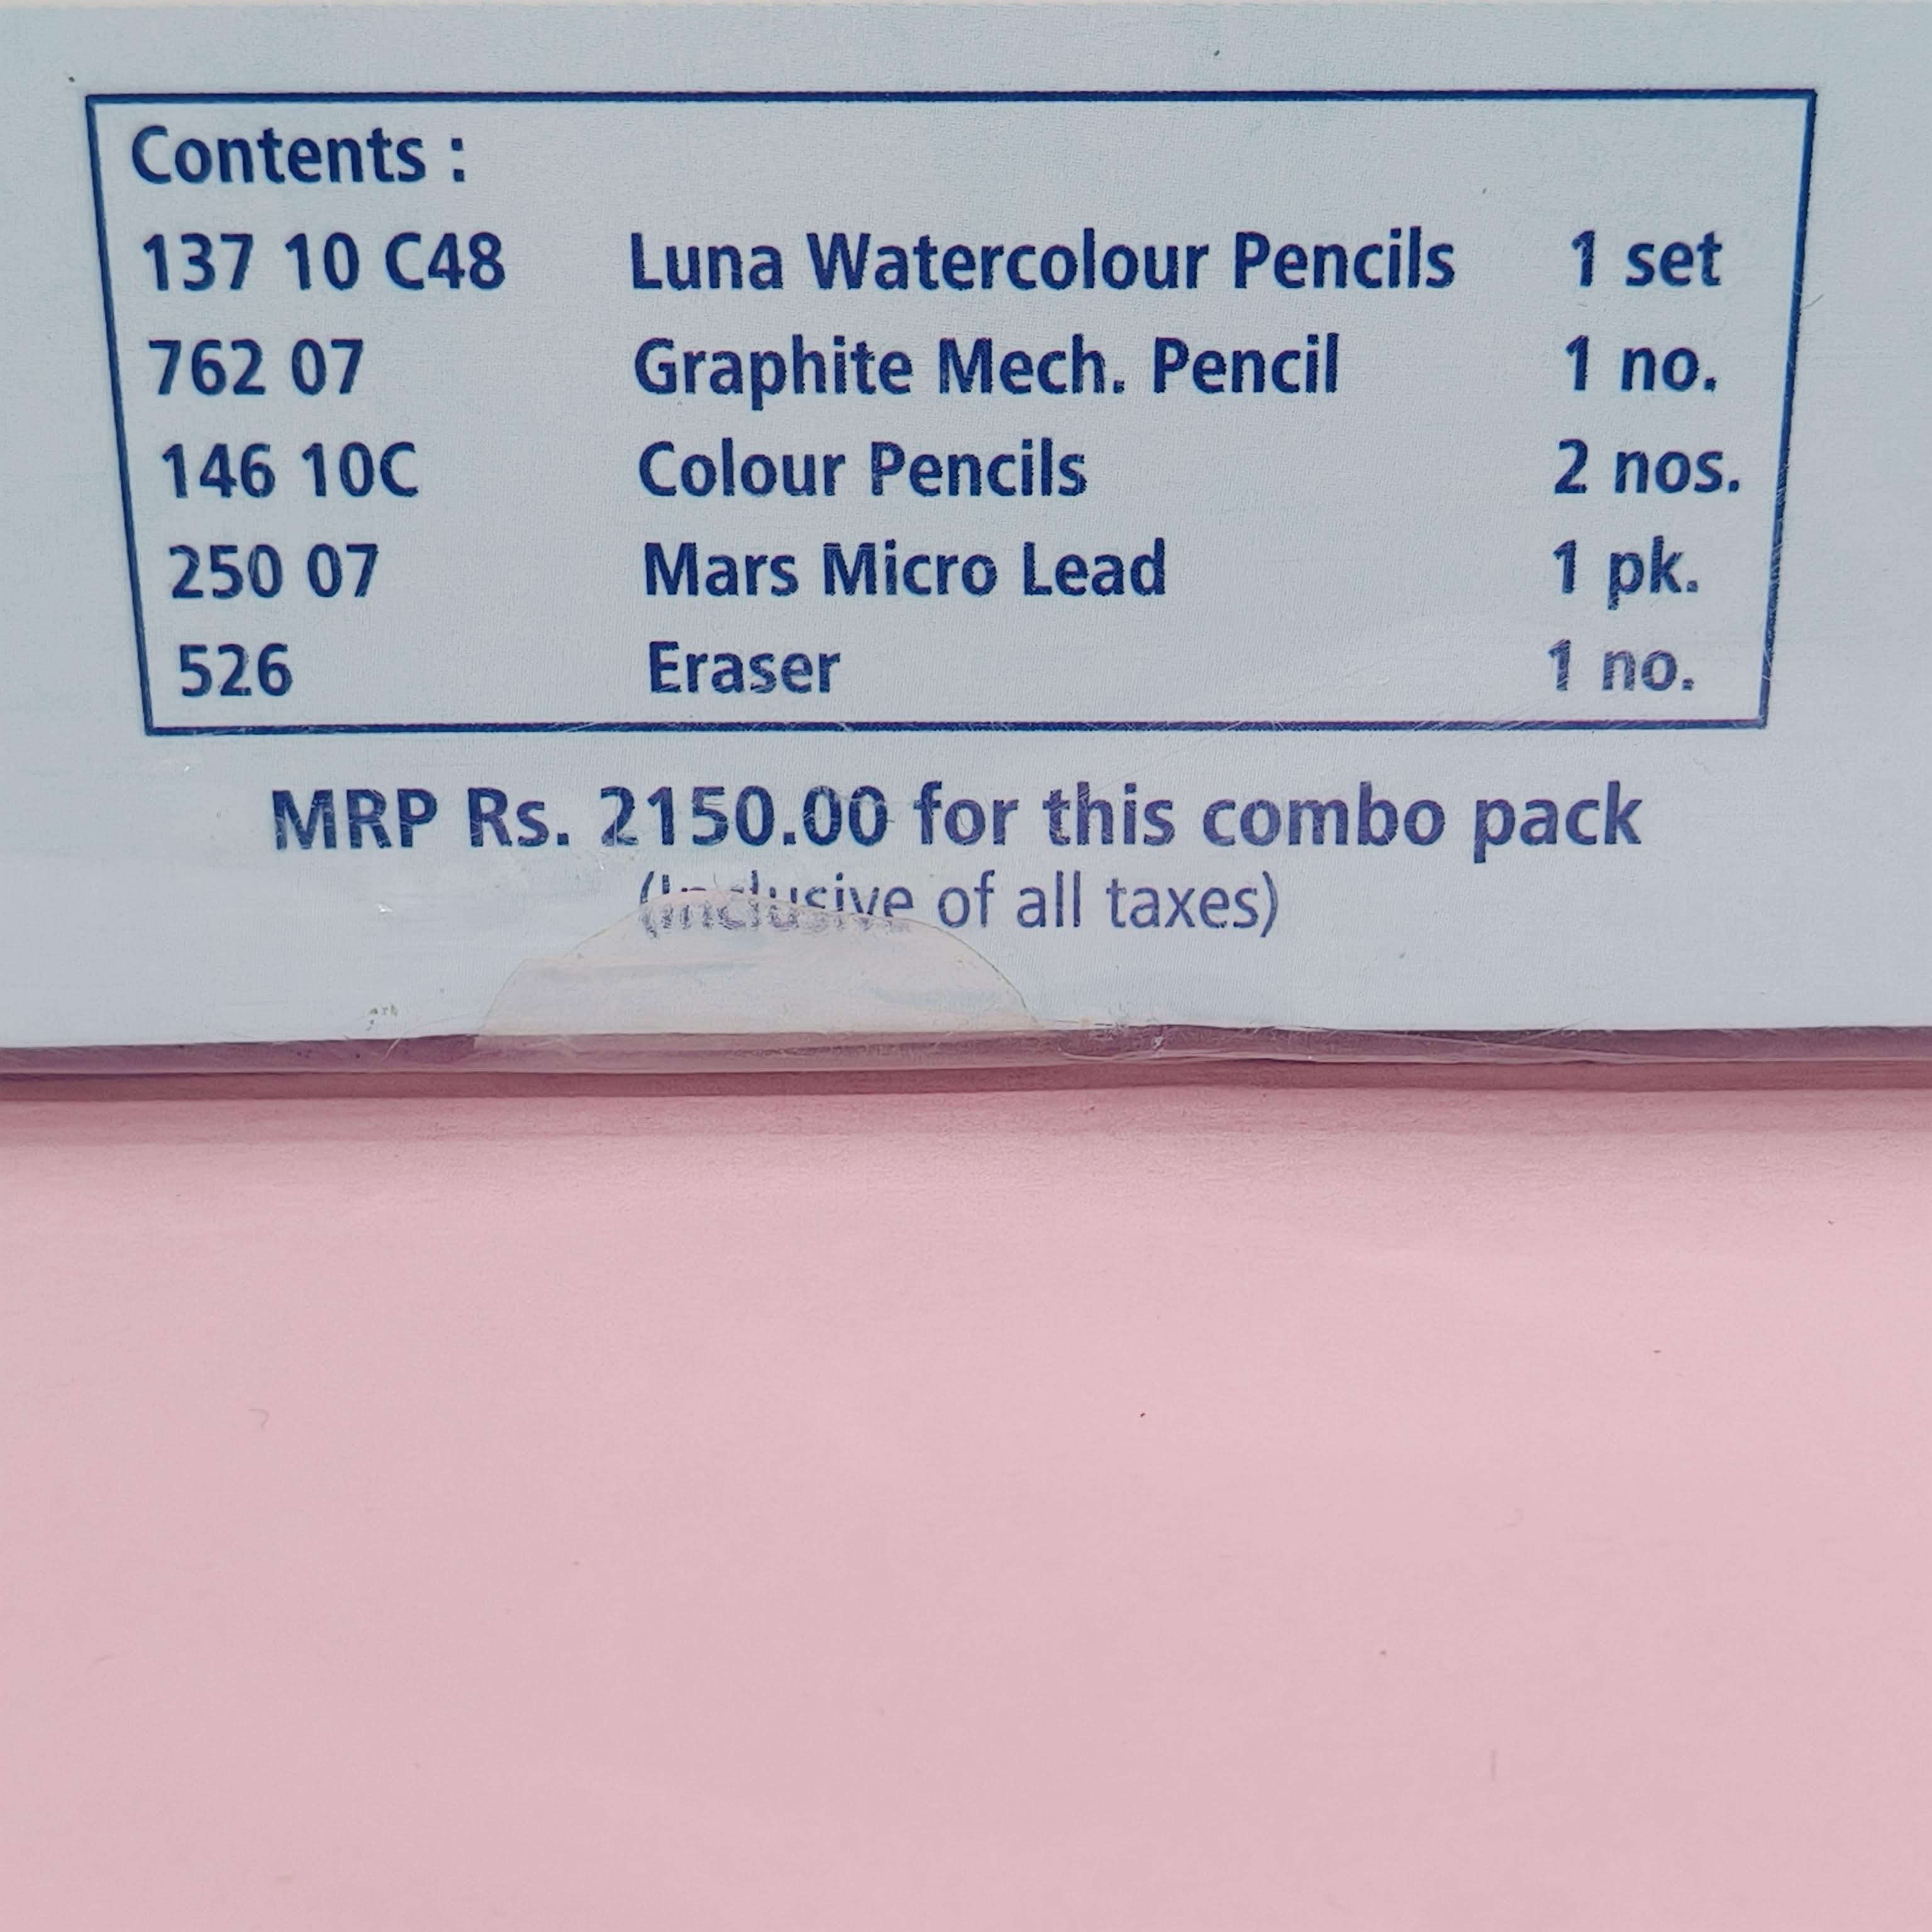 Contents :
137 10 C48 Luna Watercolour Pencils 1 set
762 07 Graphite Mech. Pencil 1 no.
146 10C Colour Pencils 2 nos.
250 07 Mars Micro Lead 1 pk.
526 Eraser 1 no.
MRP Rs. 2150.00 for this combo pack
(Inclusive of all taxes)